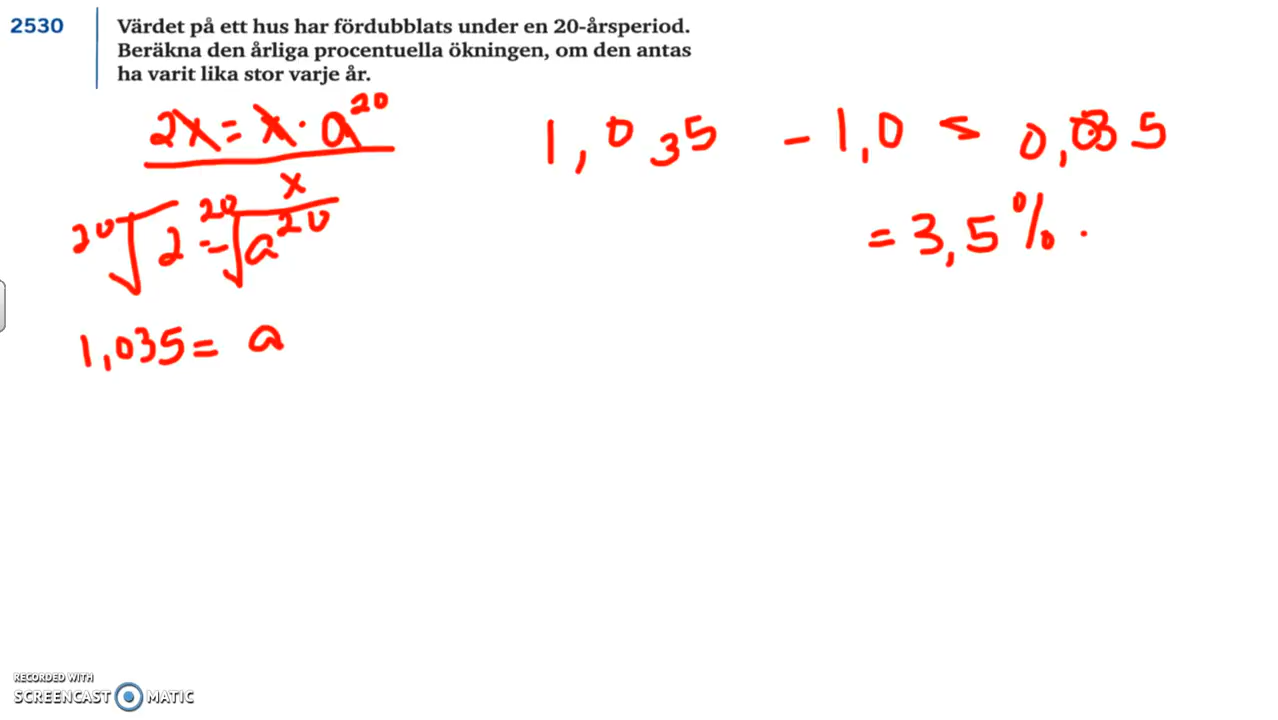 2530 Värdet på ett hus har fördubblats under en 20-årsperiod.
Beräkna den årliga procentuella ökningen, om den antas
ha varit lika stor varje år.
2x = x · a^20
x
20√2 = 20√a^20
1,035 = a
1,035 - 1,0 = 0,035
= 3,5% .
RECORDED WITH
SCREENCAST MATIC